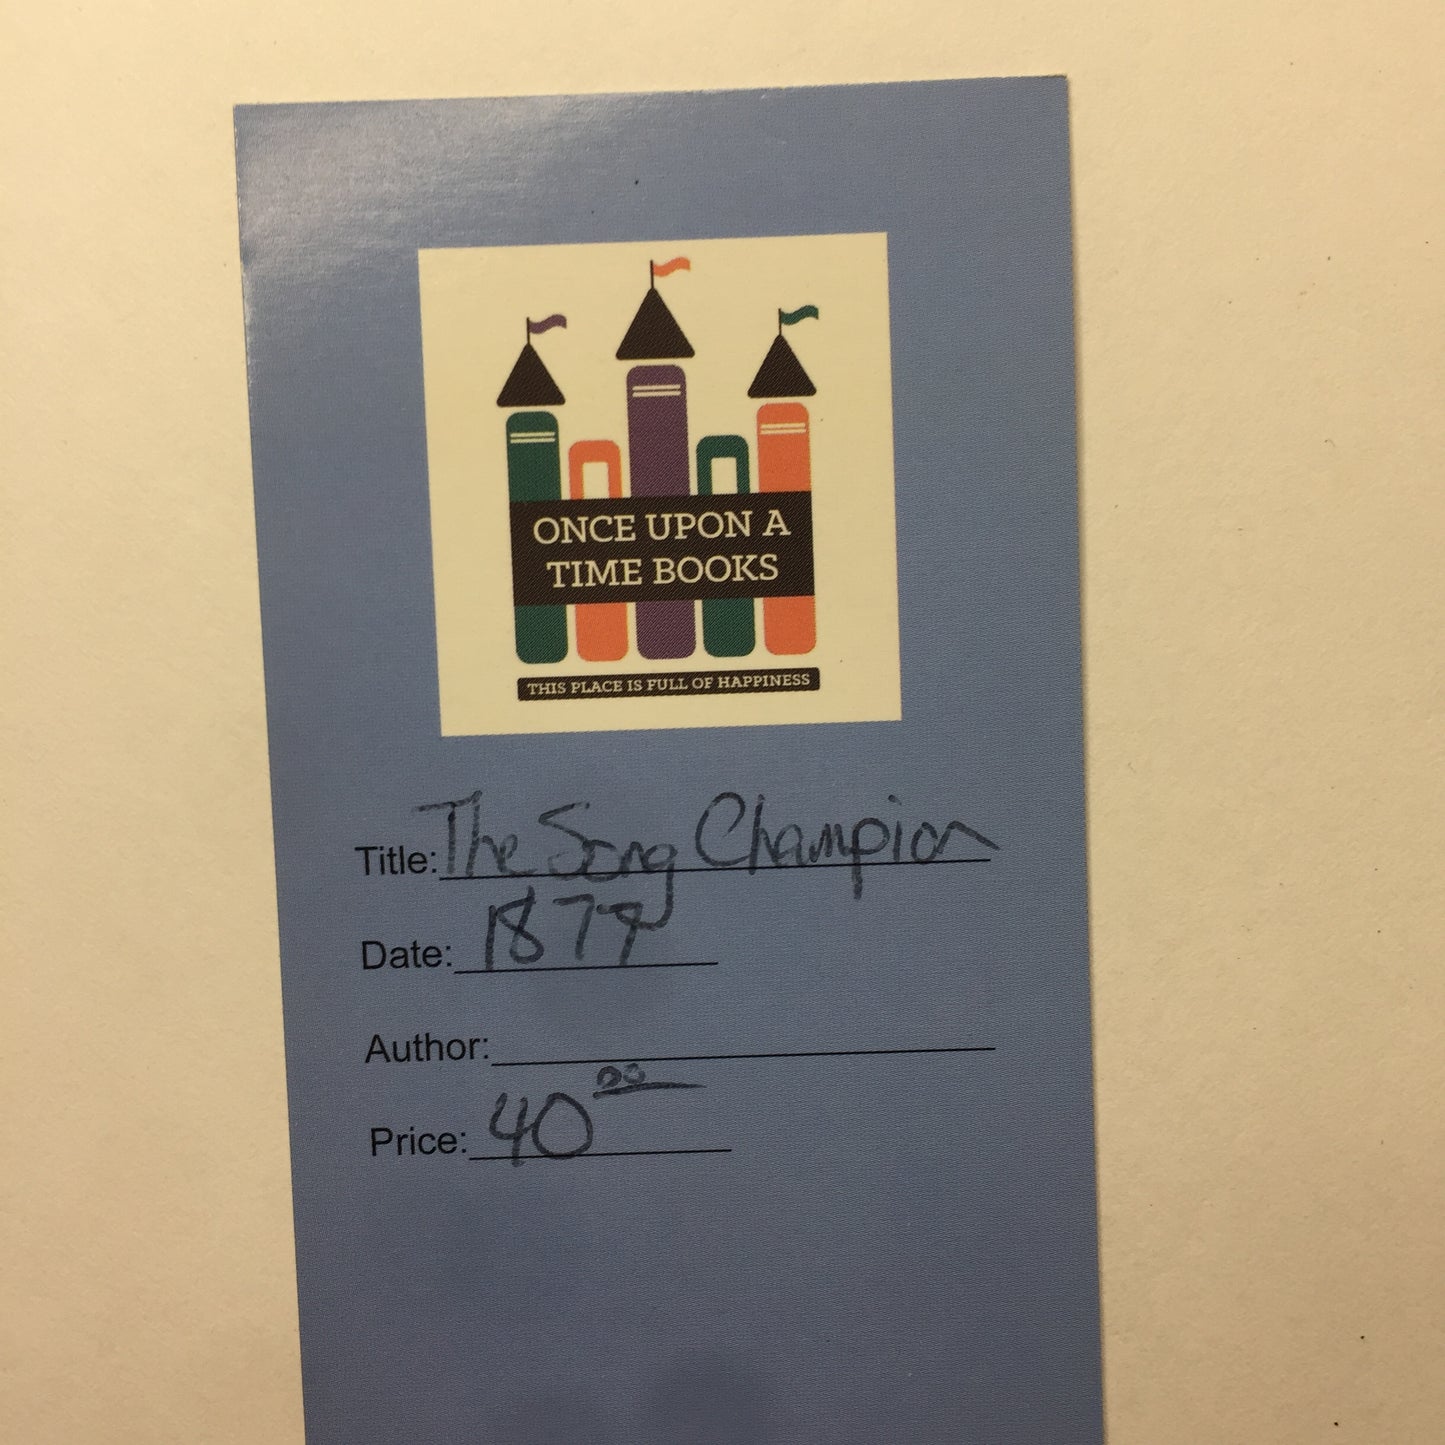 ONCE UPON A
TIME BOOKS
THIS PLACE IS FULL OF HAPPINESS
Title: The Song Champion
Date: 1877
Author:
Price: 40.00